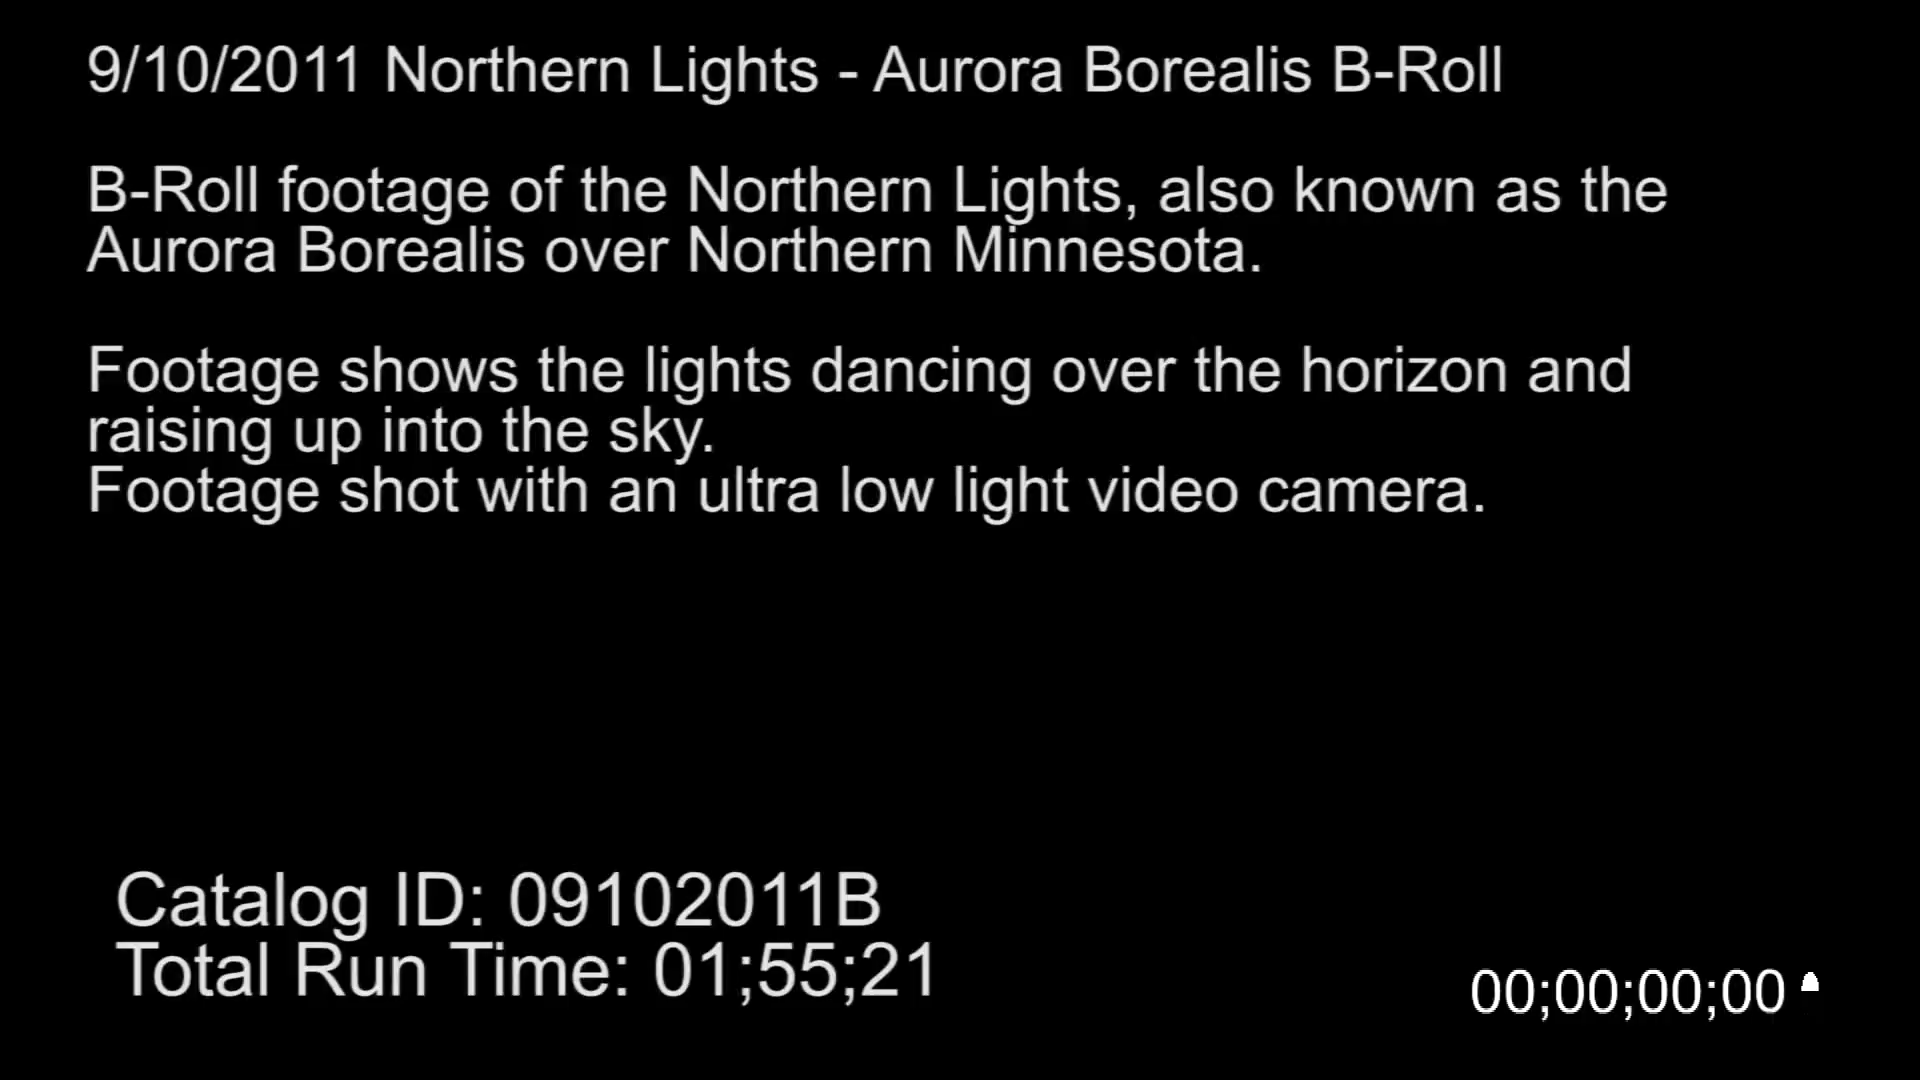 9/10/2011 Northern Lights - Aurora Borealis B-Roll
B-Roll footage of the Northern Lights, also known as the
Aurora Borealis over Northern Minnesota.
Footage shows the lights dancing over the horizon and
raising up into the sky.
Footage shot with an ultra low light video camera.
Catalog ID: 09102011B
Total Run Time: 01;55;21
00;00;00;00